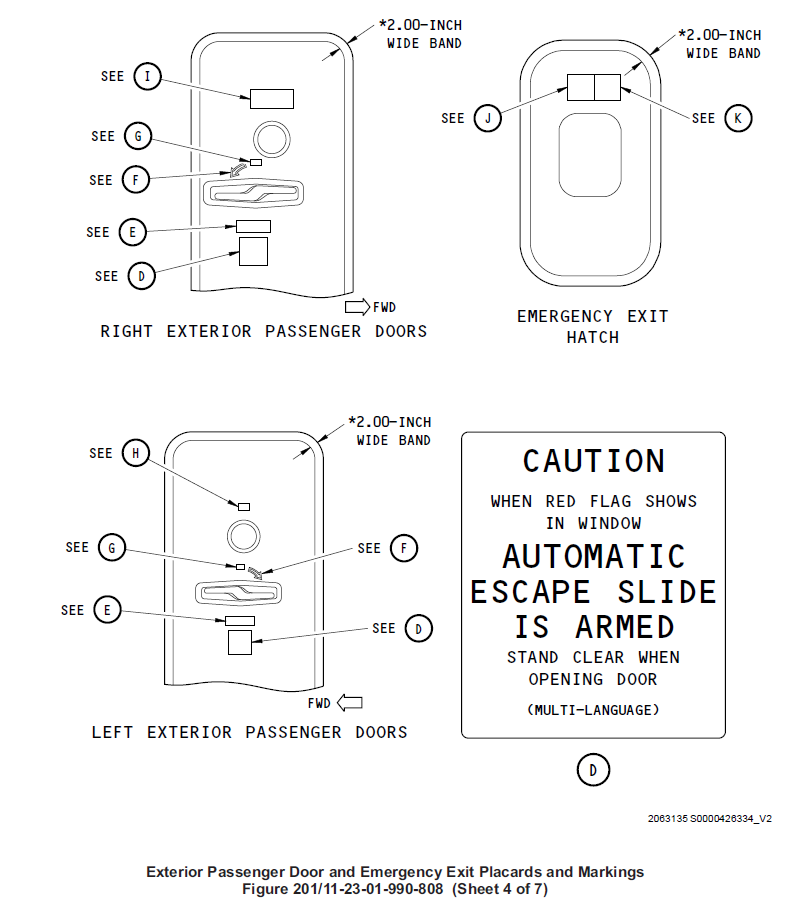 *2.00-INCH
WIDE BAND
SEE I
SEE G
SEE F
SEE E
SEE D
FWD
RIGHT EXTERIOR PASSENGER DOORS
*2.00-INCH
WIDE BAND
SEE J
SEE K
EMERGENCY EXIT
HATCH
*2.00-INCH
WIDE BAND
SEE H
SEE G
SEE F
SEE E
SEE D
FWD
LEFT EXTERIOR PASSENGER DOORS
CAUTION
WHEN RED FLAG SHOWS
IN WINDOW
AUTOMATIC
ESCAPE SLIDE
IS ARMED
STAND CLEAR WHEN
OPENING DOOR
(MULTI-LANGUAGE)
D
2063135 S0000426334_V2
Exterior Passenger Door and Emergency Exit Placards and Markings
Figure 201/11-23-01-990-808 (Sheet 4 of 7)